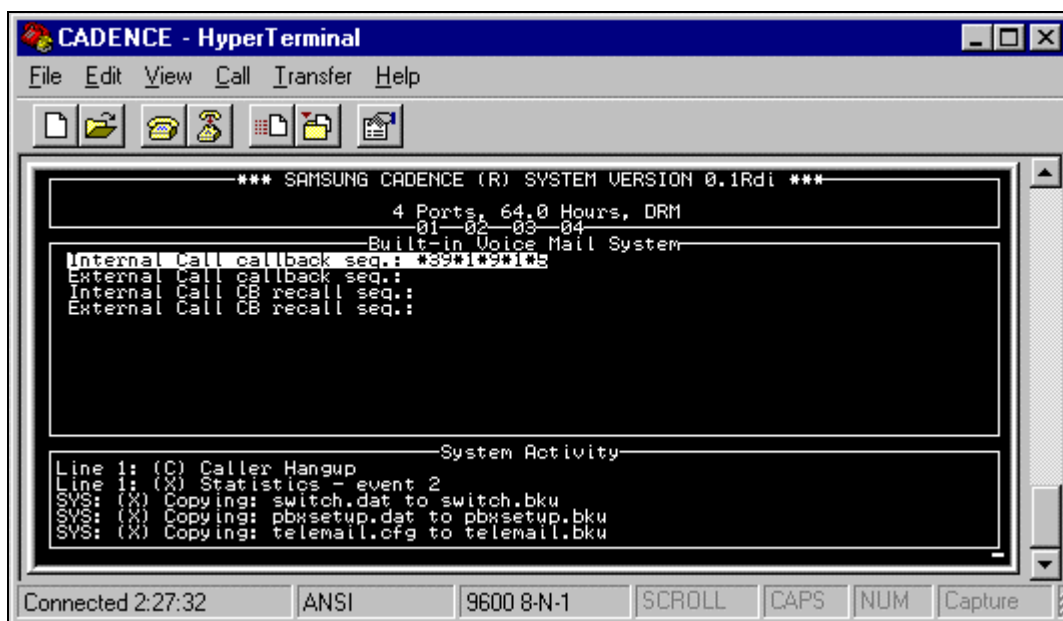 CADENCE - HyperTerminal
File Edit View Call Transfer Help
*** SAMSUNG CADENCE (R) SYSTEM VERSION 0.1Rdi ***
4 Ports, 64.0 Hours, DRM
01 02 03 04
Built-in Voice Mail System
Internal Call callback seq.: *89*1*9*1*5
External Call callback seq.:
Internal Call CB recall seq.:
External Call CB recall seq.:
System Activity
Line 1: (C) Caller Hangup
Line 1: (X) Statistics - event 2
SYS: (X) Copying: switch.dat to switch.bku
SYS: (X) Copying: pbxsetup.dat to pbxsetup.bku
SYS: (X) Copying: telemail.cfg to telemail.bku
Connected 2:27:32 ANSI 9600 8-N-1 SCROLL CAPS NUM Capture